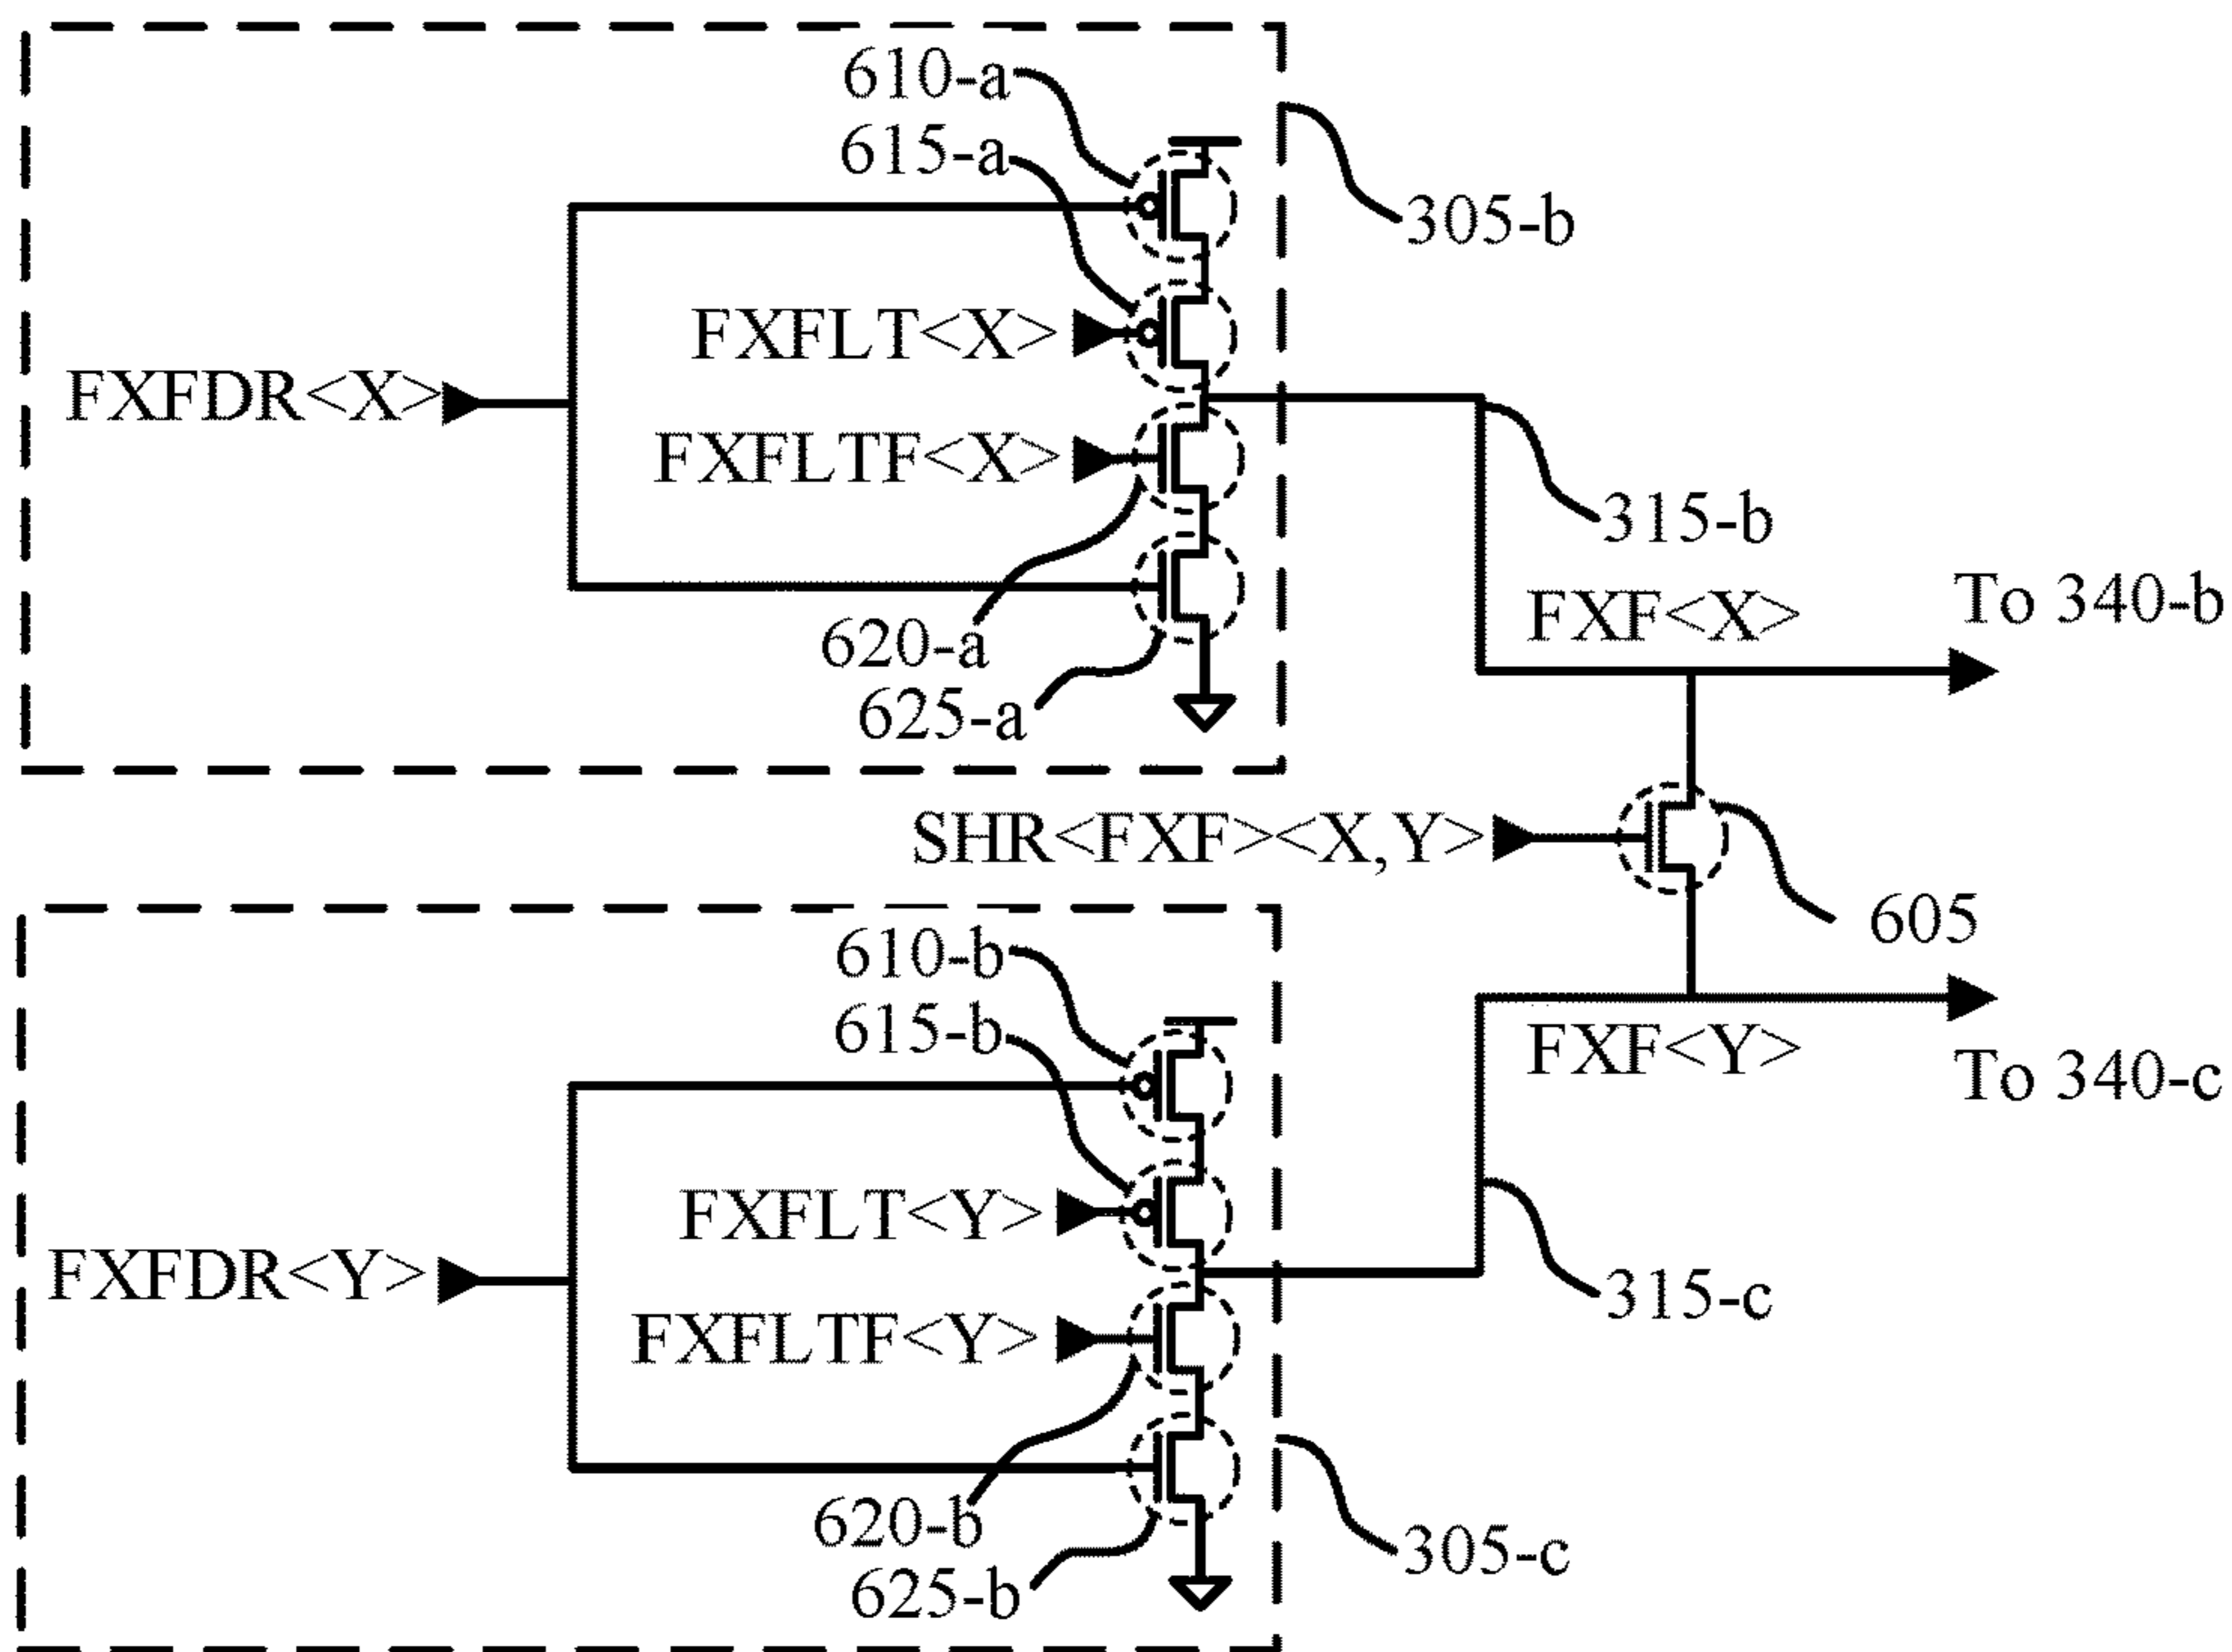 610-a
615-a
305-b
FXFLT<X>
FXFDR<X>
FXFLTF<X>
315-b
FXF<X>
To 340-b
620-a
625-a
SHR<FXF><X,Y>
605
610-b
615-b
FXF<Y>
To 340-c
FXFLT<Y>
FXFDR<Y>
315-c
FXFLTF<Y>
620-b
305-c
625-b